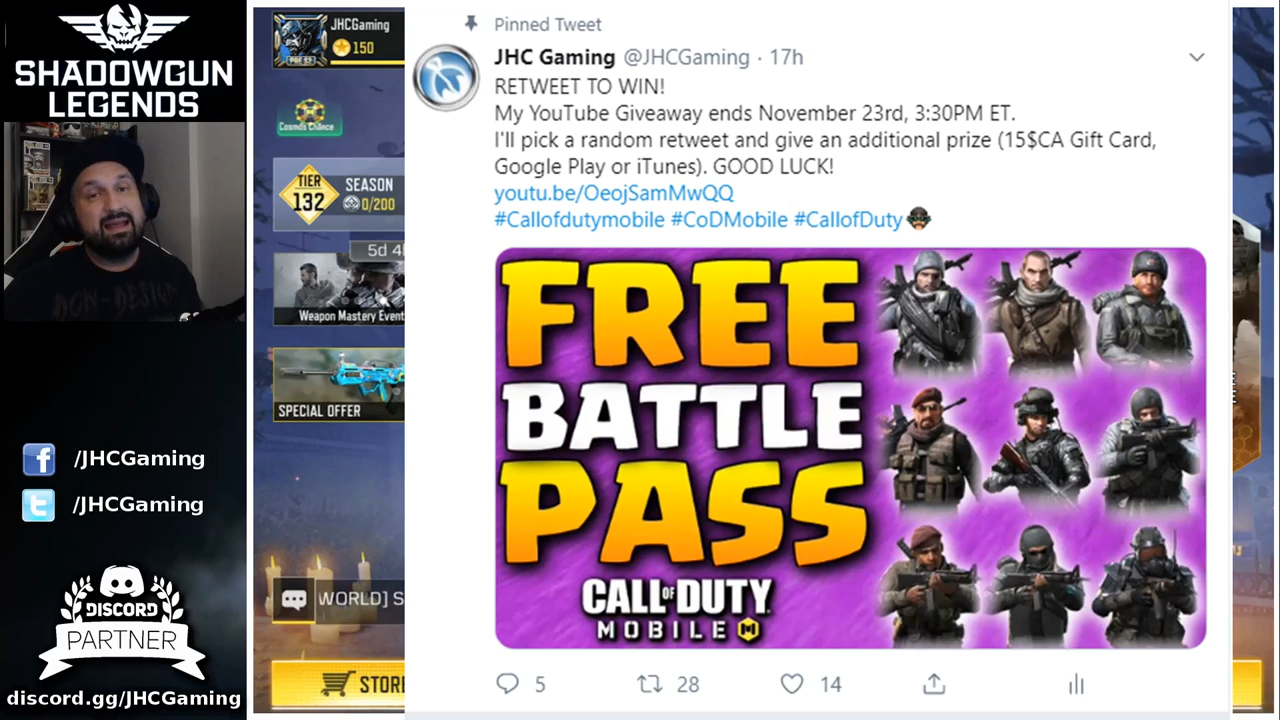 SHADOWGUN
LEGENDS
DON-DESIGN
/JHCGaming
/JHCGaming
DISCORD
PARTNER
discord.gg/JHCGaming
JHCGaming
150
Cosmos Chance
TIER
132
SEASON
0/200
5d 4
Weapon Mastery Event
SPECIAL OFFER
WORLD] S
STORE
Pinned Tweet
JHC Gaming @JHCGaming · 17h
RETWEET TO WIN!
My YouTube Giveaway ends November 23rd, 3:30PM ET.
I'll pick a random retweet and give an additional prize (15$CA Gift Card,
Google Play or iTunes). GOOD LUCK!
youtu.be/OeojSamMwQQ
#Callofdutymobile #CoDMobile #CallofDuty
FREE
BATTLE
PASS
CALL OF DUTY
MOBILE
5 28 14